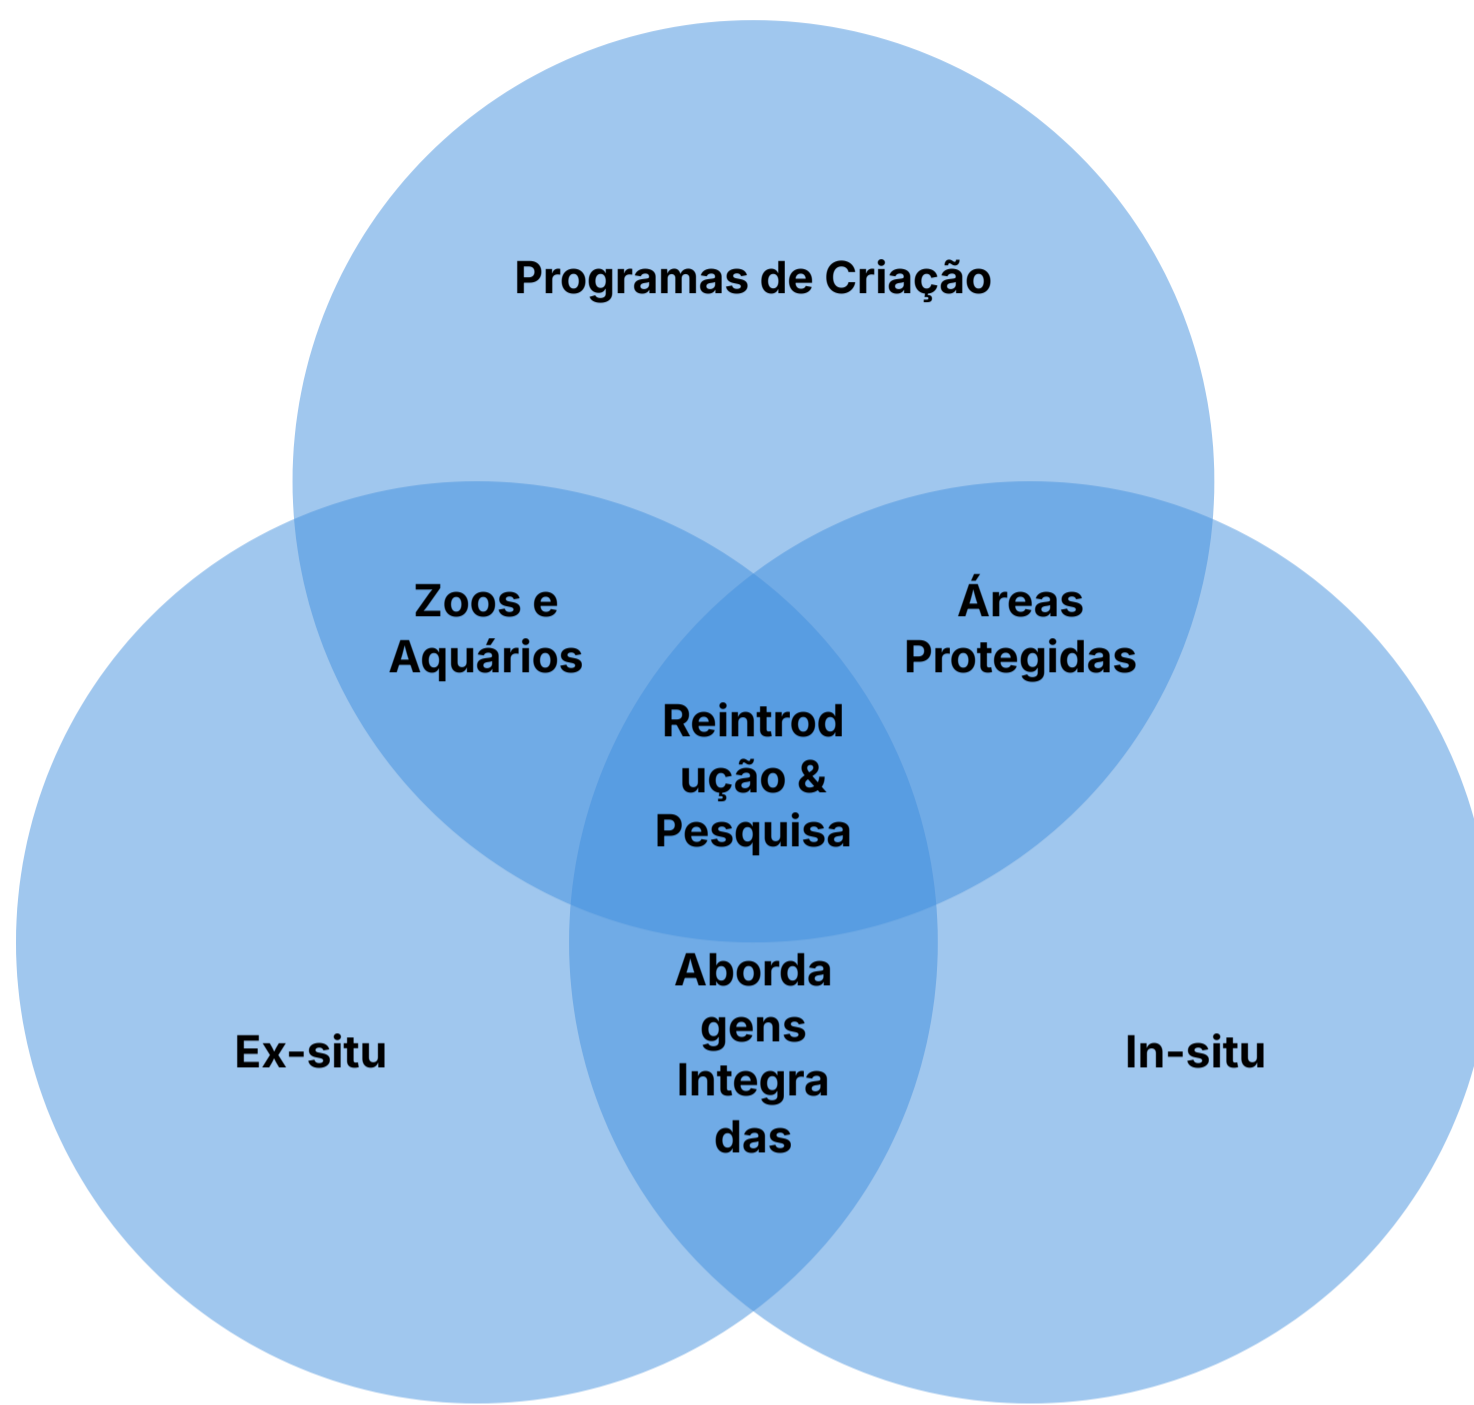 Programas de Criação
Zoos e
Aquários
Áreas
Protegidas
Reintrod
ução &
Pesquisa
Aborda
gens
Integra
das
Ex-situ
In-situ